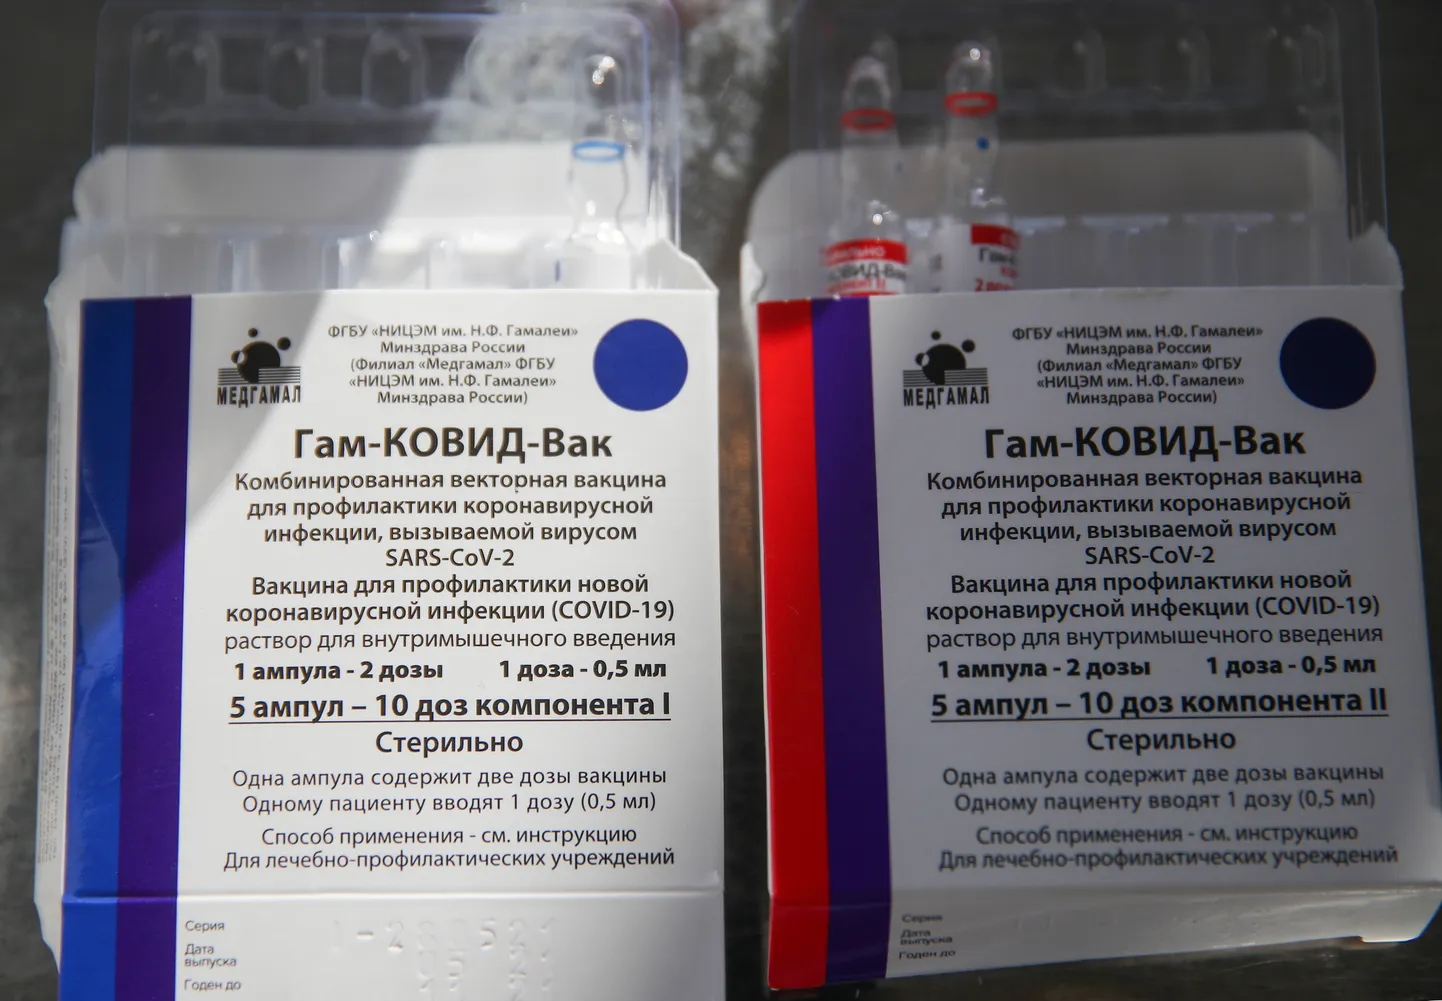 МЕДГАМАЛ
ФГБУ «НИЦЭМ им. Н.Ф. Гамалеи»
Минздрава России
(Филиал «Медгамал» ФГБУ
«НИЦЭМ им. Н.Ф. Гамалеи»
Минздрава России)
Гам-КОВИД-Вак
Комбинированная векторная вакцина
для профилактики коронавирусной
инфекции, вызываемой вирусом
SARS-CoV-2
Вакцина для профилактики новой
коронавирусной инфекции (COVID-19)
раствор для внутримышечного введения
1 ампула - 2 дозы 1 доза - 0,5 мл
5 ампул – 10 доз компонента I
Стерильно
Одна ампула содержит две дозы вакцины
Одному пациенту вводят 1 дозу (0,5 мл)
Способ применения - см. инструкцию
Для лечебно-профилактических учреждений
Серия
Дата
выпуска
Годен до
МЕДГАМАЛ
ФГБУ «НИЦЭМ им. Н.Ф. Гамалеи»
Минздрава России
(Филиал «Медгамал» ФГБУ
«НИЦЭМ им. Н.Ф. Гамалеи»
Минздрава России)
Гам-КОВИД-Вак
Комбинированная векторная вакцина
для профилактики коронавирусной
инфекции, вызываемой вирусом
SARS-CoV-2
Вакцина для профилактики новой
коронавирусной инфекции (COVID-19)
раствор для внутримышечного введения
1 ампула - 2 дозы 1 доза - 0,5 мл
5 ампул – 10 доз компонента II
Стерильно
Одна ампула содержит две дозы вакцины
Одному пациенту вводят 1 дозу (0,5 мл)
Способ применения - см. инструкцию
Для лечебно-профилактических учреждений
Серия
Дата
выпуска
Годен до